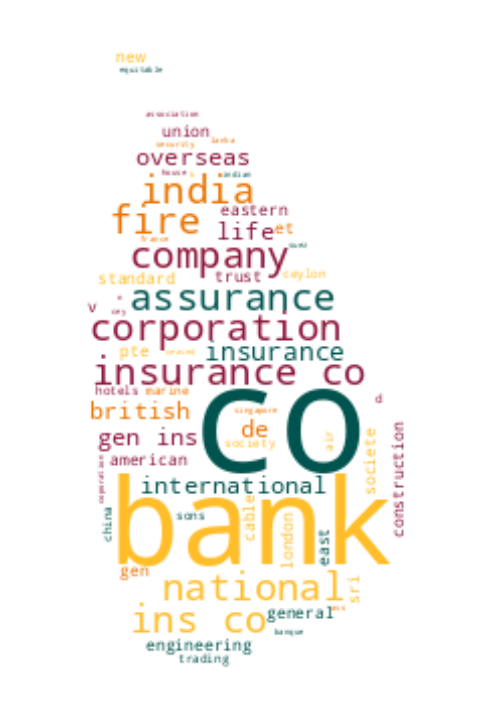 new
equitable
association
union
lanka
security
overseas
house
indian
india
eastern
fire
life et
france
suez
company
trust
standard
ceylon
assurance
v
corporation
pte
insurance
insurance co
hotels marine
d
british
singapore
co
de
gen ins
society
air
societe
construction
american
corporation
international
bank
china
sons
cable
london
east
gen
national
sri
ins co
general
banque
engineering
trading